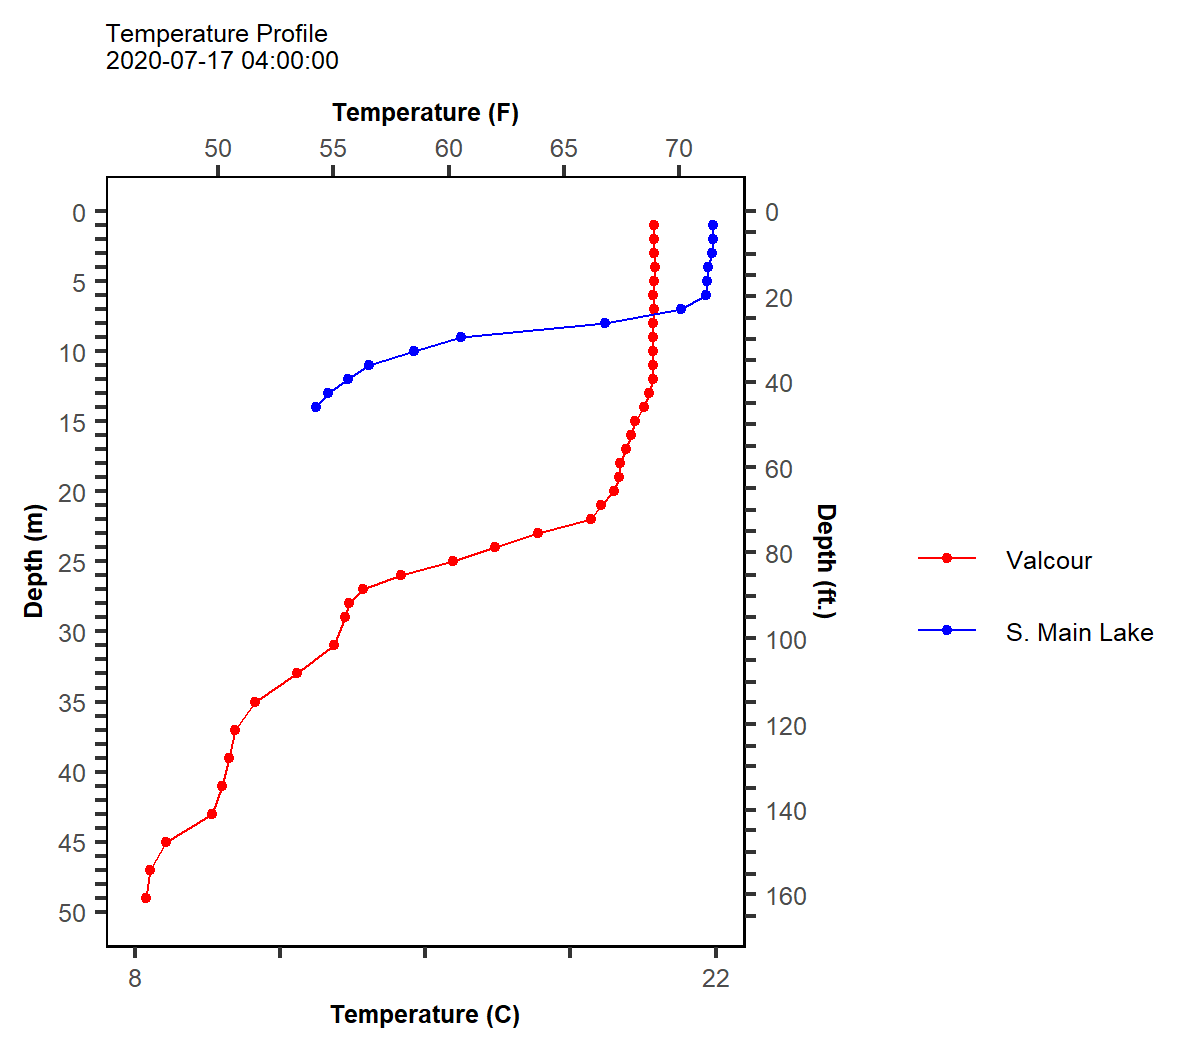 Temperature Profile
2020-07-17 04:00:00
Temperature (F)
50 55 60 65 70
0
5
10
15
20
25
30
35
40
45
50
Depth (m)
0
20
40
60
80
100
120
140
160
Depth (ft.)
8 22
Temperature (C)
Valcour
S. Main Lake